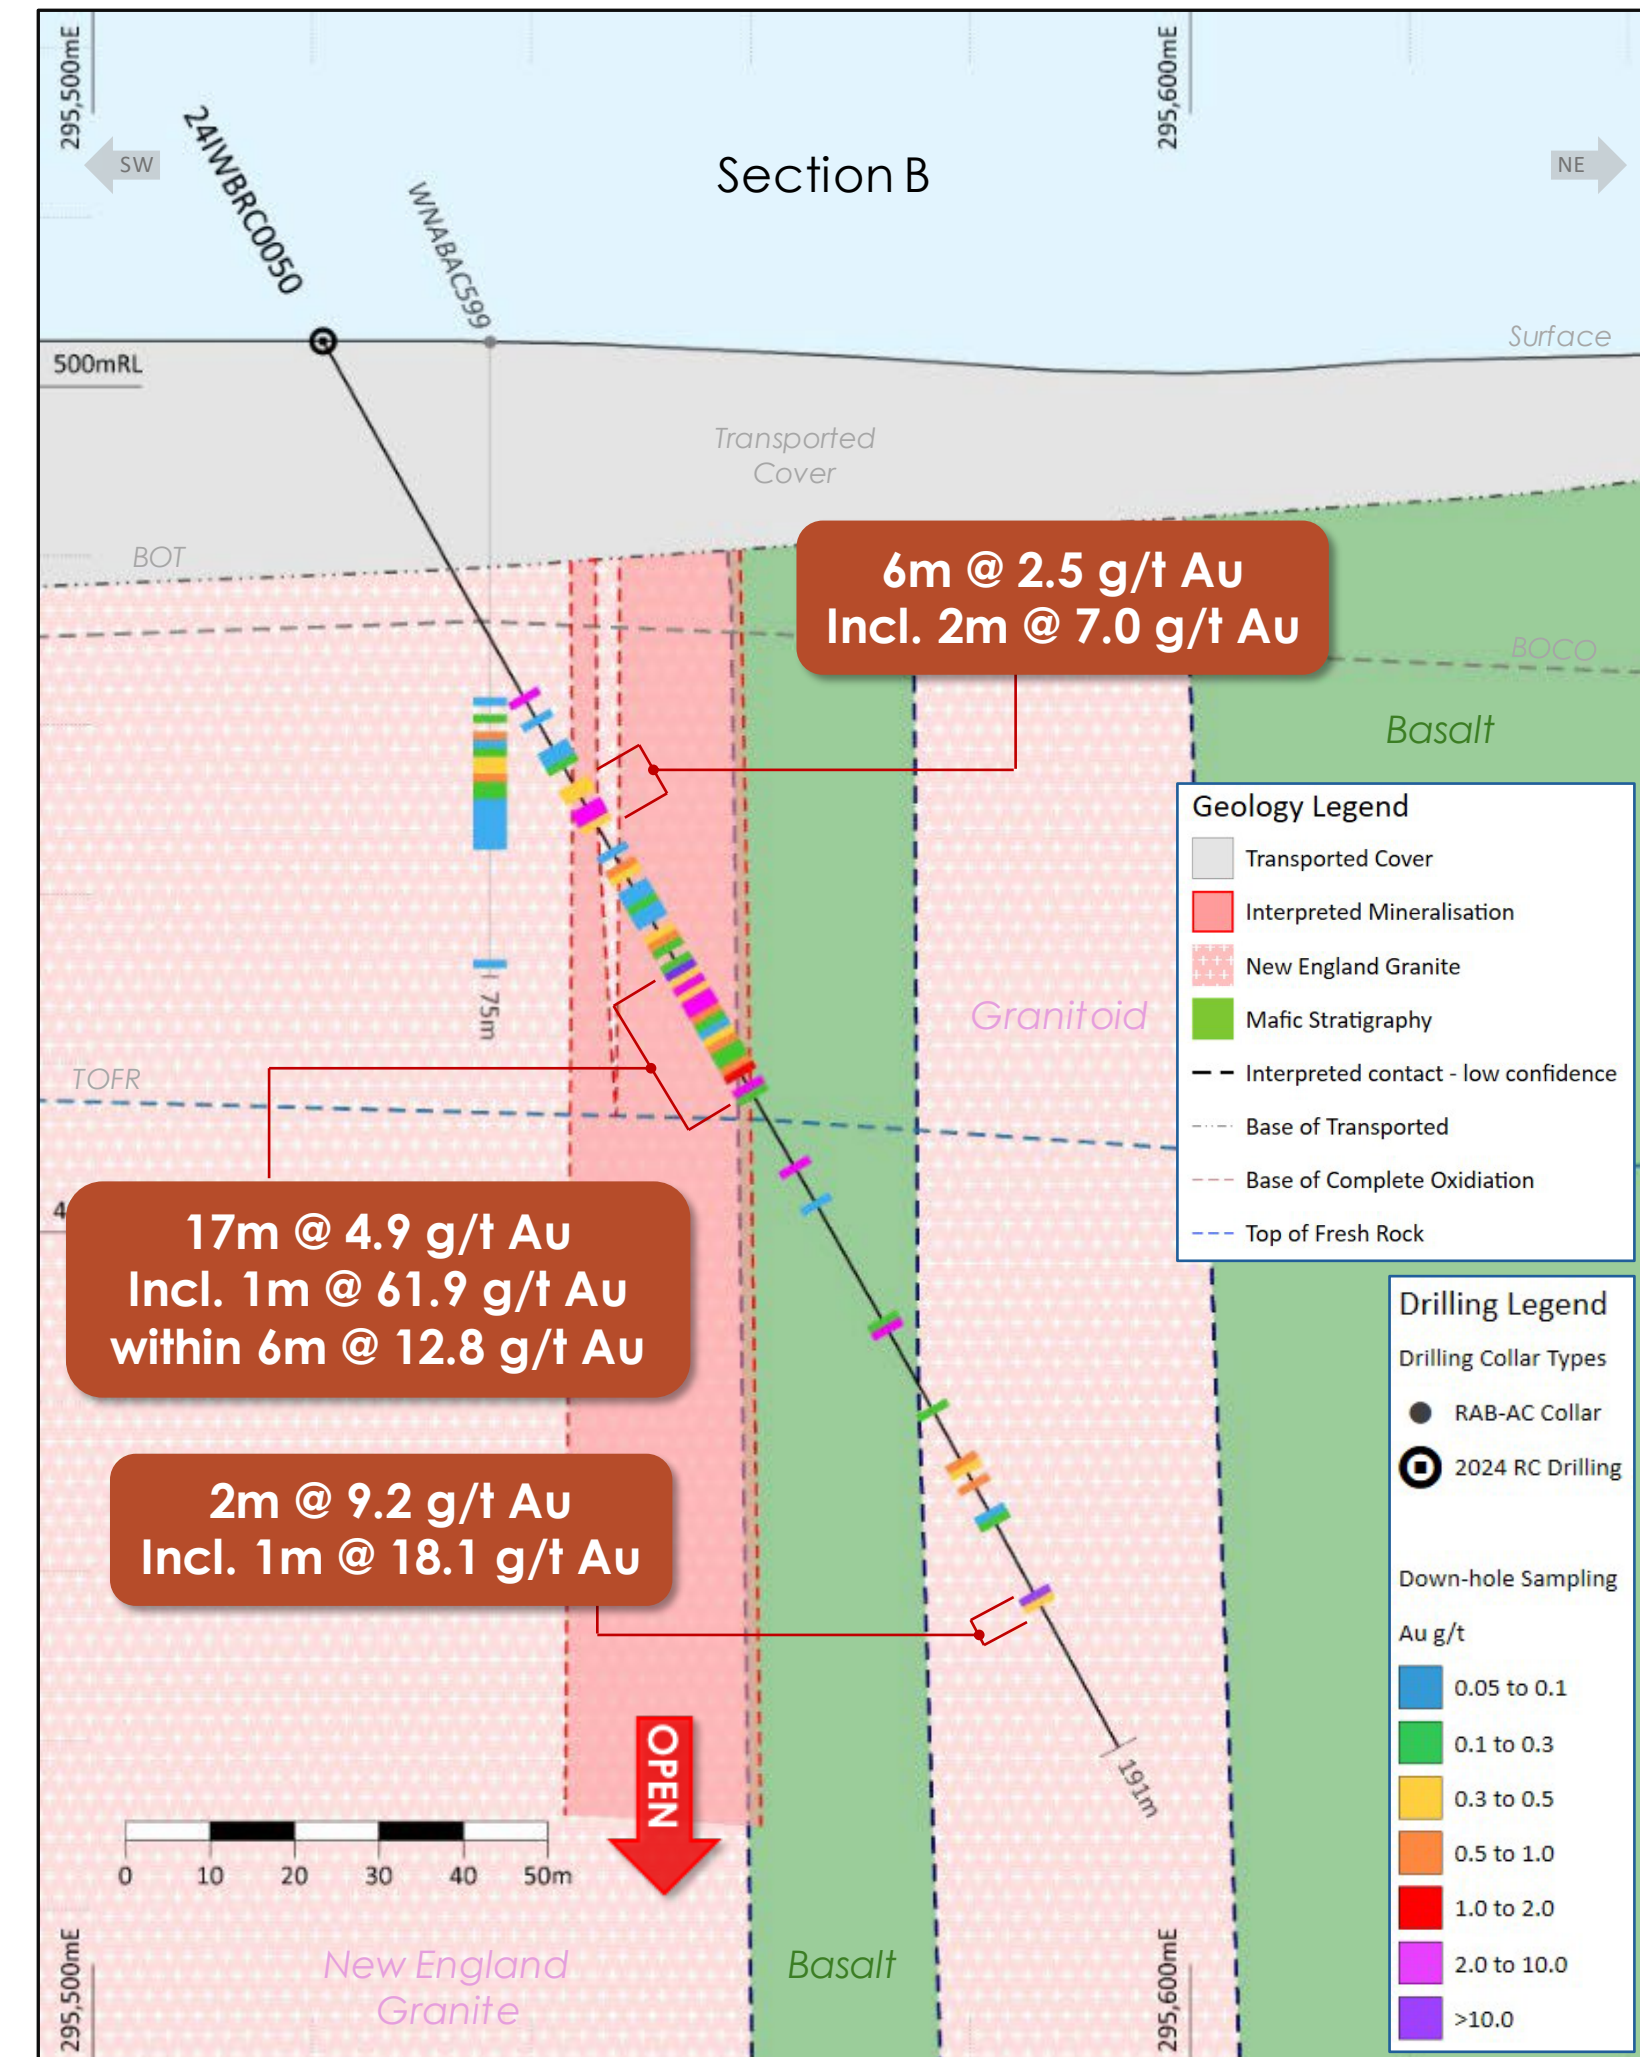 295,500mE
295,600mE
SW
NE
Section B
24IWBRC0050
WNABAC599
Surface
500mRL
Transported
Cover
BOT
6m @ 2.5 g/t Au
Incl. 2m @ 7.0 g/t Au
BOCO
Basalt
Geology Legend
Transported Cover
Interpreted Mineralisation
New England Granite
Mafic Stratigraphy
Interpreted contact - low confidence
Base of Transported
Base of Complete Oxidiation
Top of Fresh Rock
75m
Granitoid
TOFR
4
17m @ 4.9 g/t Au
Incl. 1m @ 61.9 g/t Au
within 6m @ 12.8 g/t Au
2m @ 9.2 g/t Au
Incl. 1m @ 18.1 g/t Au
Drilling Legend
Drilling Collar Types
RAB-AC Collar
2024 RC Drilling
Down-hole Sampling
Au g/t
0.05 to 0.1
0.1 to 0.3
0.3 to 0.5
0.5 to 1.0
1.0 to 2.0
2.0 to 10.0
>10.0
191m
OPEN
0 10 20 30 40 50m
New England
Granite
Basalt
295,500mE
295,600mE